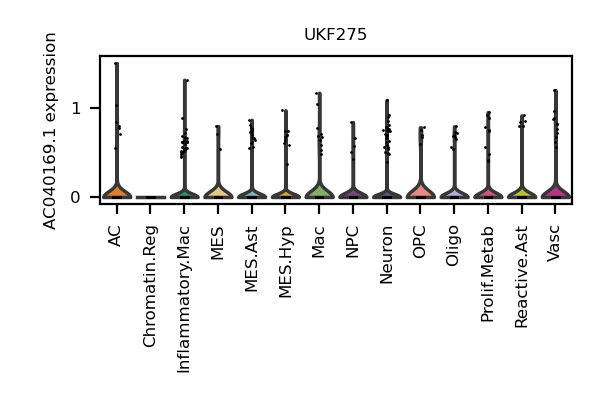 UKF275
AC040169.1 expression
1
0
AC
Chromatin.Reg
Inflammatory.Mac
MES
MES.Ast
MES.Hyp
Mac
NPC
Neuron
OPC
Oligo
Prolif.Metab
Reactive.Ast
Vasc